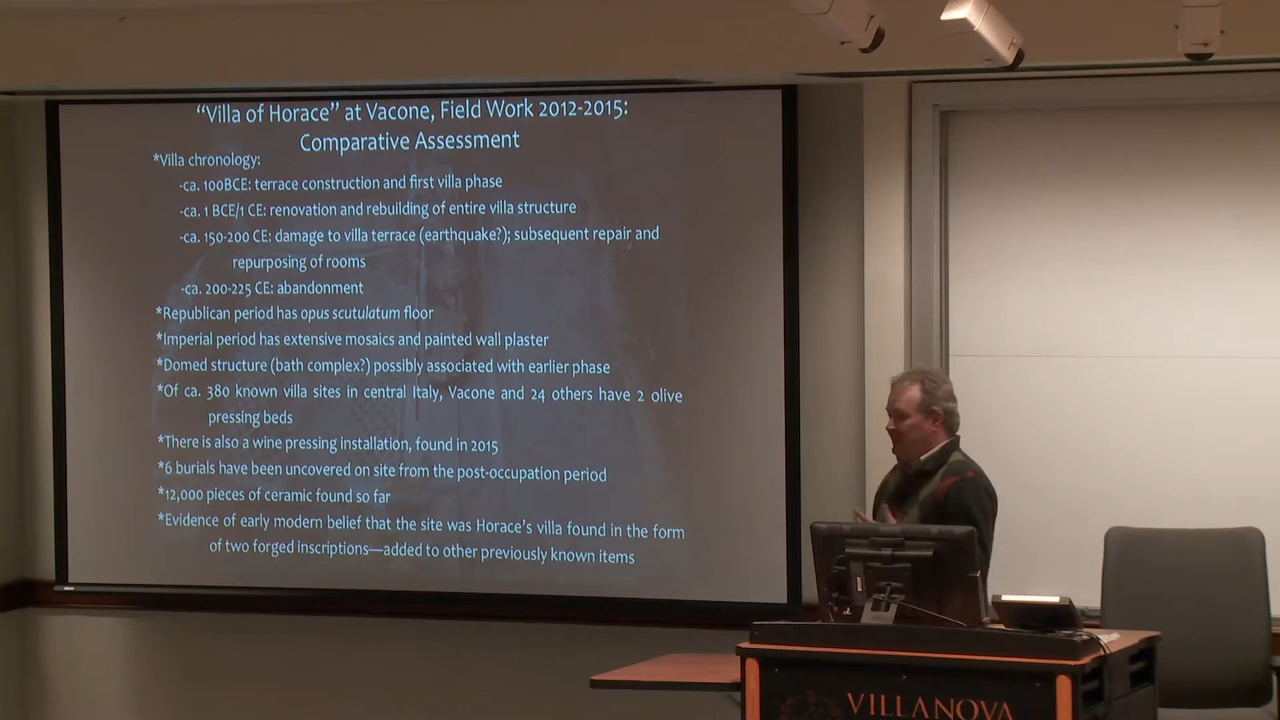 “Villa of Horace” at Vacone, Field Work 2012-2015:
Comparative Assessment
*Villa chronology:
-ca. 100BCE: terrace construction and first villa phase
-ca. 1 BCE/1 CE: renovation and rebuilding of entire villa structure
-ca. 150-200 CE: damage to villa terrace (earthquake?); subsequent repair and
repurposing of rooms
-ca. 200-225 CE: abandonment
*Republican period has opus scutulatum floor
*Imperial period has extensive mosaics and painted wall plaster
*Domed structure (bath complex?) possibly associated with earlier phase
*Of ca. 380 known villa sites in central Italy, Vacone and 24 others have 2 olive
pressing beds
*There is also a wine pressing installation, found in 2015
*6 burials have been uncovered on site from the post-occupation period
*12,000 pieces of ceramic found so far
*Evidence of early modern belief that the site was Horace’s villa found in the form
of two forged inscriptions—added to other previously known items
VILLANOVA